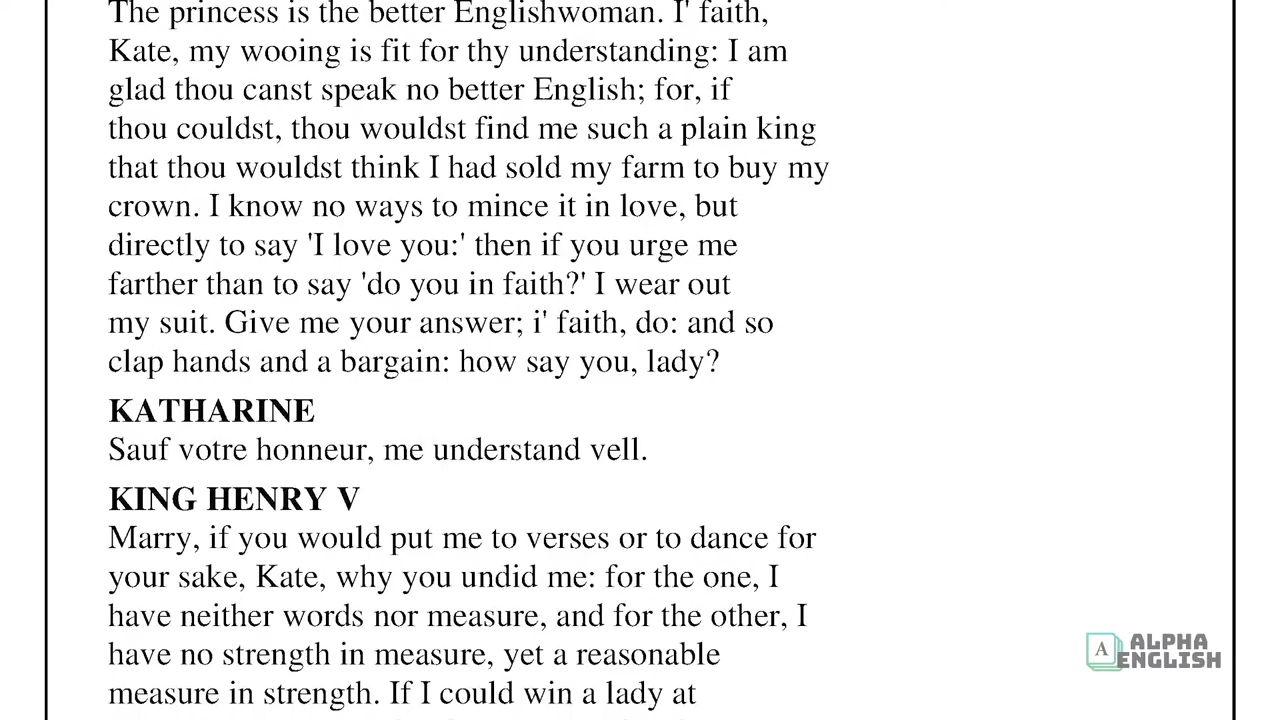 The princess is the better Englishwoman. I' faith,
Kate, my wooing is fit for thy understanding: I am
glad thou canst speak no better English; for, if
thou couldst, thou wouldst find me such a plain king
that thou wouldst think I had sold my farm to buy my
crown. I know no ways to mince it in love, but
directly to say 'I love you:' then if you urge me
farther than to say 'do you in faith?' I wear out
my suit. Give me your answer; i' faith, do: and so
clap hands and a bargain: how say you, lady?
KATHARINE
Sauf votre honneur, me understand vell.
KING HENRY V
Marry, if you would put me to verses or to dance for
your sake, Kate, why you undid me: for the one, I
have neither words nor measure, and for the other, I
have no strength in measure, yet a reasonable
measure in strength. If I could win a lady at
A ALPHA
ENGLISH